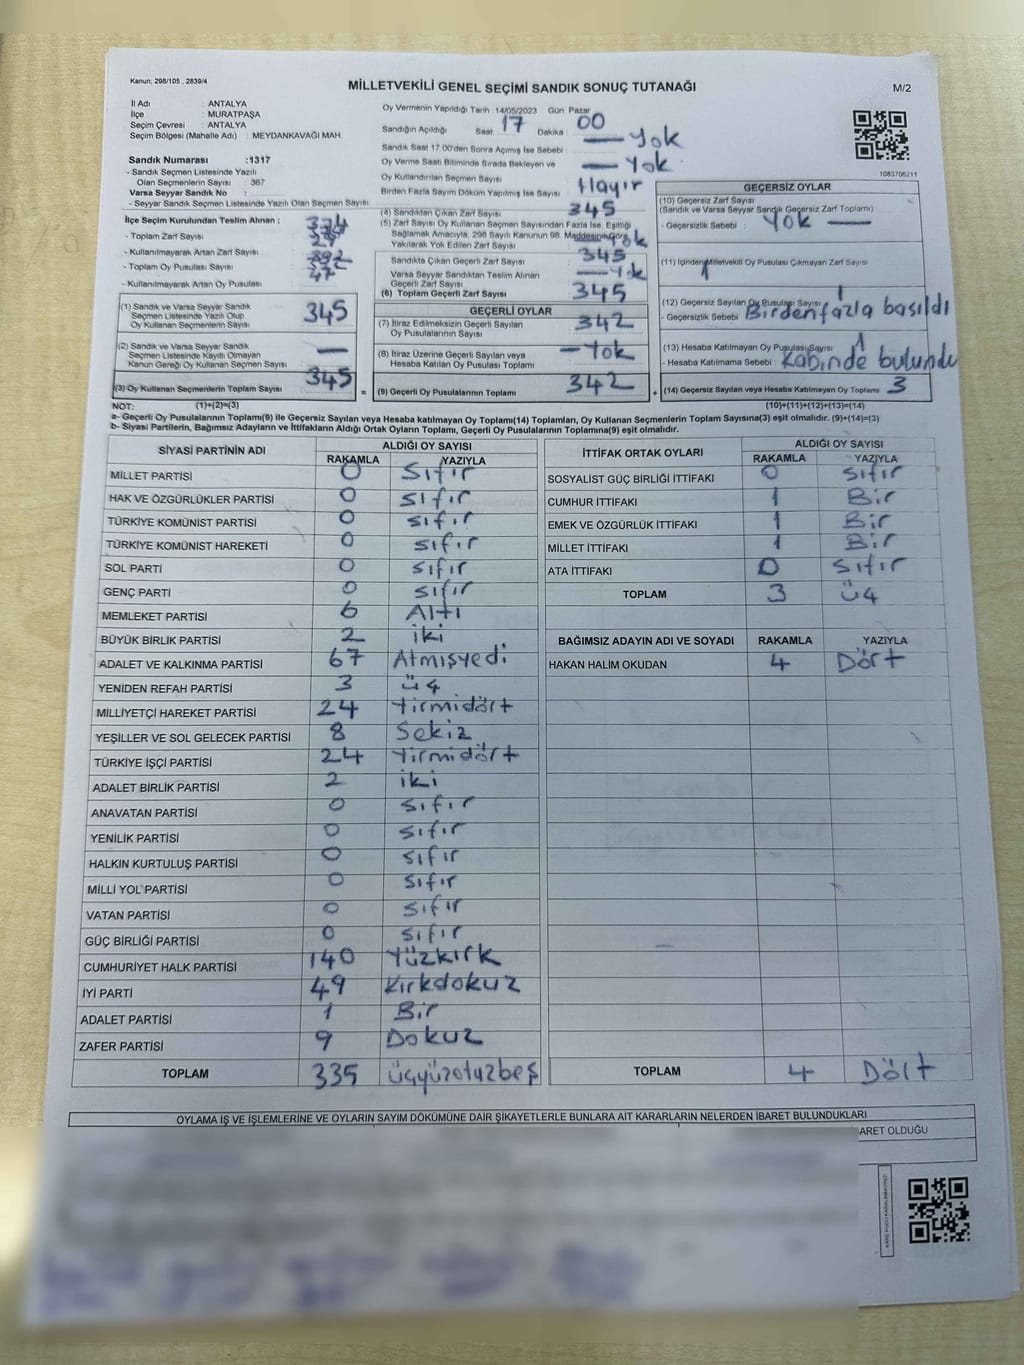 Kanun; 298/105 , 2839/4
MİLLETVEKİLİ GENEL SEÇİMİ SANDIK SONUÇ TUTANAĞI
M/2
İl Adı : ANTALYA
İlçe : MURATPAŞA
Seçim Çevresi : ANTALYA
Seçim Bölgesi (Mahalle Adı) : MEYDANKAVAĞI MAH.
Sandık Numarası :1317
- Sandık Seçmen Listesinde Yazılı
Olan Seçmenlerin Sayısı : 367
Varsa Seyyar Sandık No :
- Seyyar Sandık Seçmen Listesinde Yazılı Olan Seçmen Sayısı
Oy Vermenin Yapıldığı Tarih :14/05/2023 Gün: Pazar
Sandığın Açıldığı Saat 17 Dakika : 00
Sandık Saat 17:00'den Sonra Açılmış İse Sebebi : — Yok
Oy Verme Saati Bitiminde Sırada Bekleyen ve
Oy Kullandırılan Seçmen Sayısı — Yok
Birden Fazla Sayım Döküm Yapılmış İse Sayısı Hayır
1083706211
İlçe Seçim Kurulundan Teslim Alınan :
- Toplam Zarf Sayısı
- Kullanılmayarak Artan Zarf Sayısı
- Toplam Oy Pusulası Sayısı
- Kullanılmayarak Artan Oy Pusulası 47
(1) Sandık ve Varsa Seyyar Sandık
Seçmen Listesinde Yazılı Olup
Oy Kullanan Seçmenlerin Sayısı 345
(2) Sandık ve Varsa Seyyar Sandık
Seçmen Listesinde Kayıtlı Olmayan
Kanun Gereği Oy Kullanan Seçmen Sayısı —
(3) Oy Kullanan Seçmenlerin Toplam Sayısı 345
(4) Sandıktan Çıkan Zarf Sayısı 345
(5) Zarf Sayısı Oy Kullanan Seçmen Sayısından Fazla İse, Eşitliği
Sağlamak Amacıyla, 298 Sayılı Kanunun 98. Maddesine Göre
Yakılarak Yok Edilen Zarf Sayısı Yok
Sandıkta Çıkan Geçerli Zarf Sayısı 345
Varsa Seyyar Sandıktan Teslim Alınan
Geçerli Zarf Sayısı — Yok
(6) Toplam Geçerli Zarf Sayısı 345
GEÇERLİ OYLAR
(7) İtiraz Edilmeksizin Geçerli Sayılan
Oy Pusulalarının Sayısı 342
(8) İtiraz Üzerine Geçerli Sayılan veya
Hesaba Katılan Oy Pusulaları Toplamı — Yok
= (9) Geçerli Oy Pusulalarının Toplamı 342 +
GEÇERSİZ OYLAR
(10) Geçersiz Zarf Sayısı
(Sandık ve Varsa Seyyar Sandık Geçersiz Zarf Toplamı)
- Geçersizlik Sebebi : Yok —
(11) İçinden Milletvekili Oy Pusulası Çıkmayan Zarf Sayısı
1
(12) Geçersiz Sayılan Oy Pusulası Sayısı 1
- Geçersizlik Sebebi Birden fazla basıldı
(13) Hesaba Katılmayan Oy Pusulası Sayısı 1
- Hesaba Katılmama Sebebi : Kabinde bulundu
(14) Geçersiz Sayılan veya Hesaba Katılmayan Oy Toplamı 3
NOT: (1)+(2)=(3) (10)+(11)+(12)+(13)=(14)
a- Geçerli Oy Pusulalarının Toplamı(9) ile Geçersiz Sayılan veya Hesaba katılmayan Oy Toplamı(14) Toplamları, Oy Kullanan Seçmenlerin Toplam Sayısına(3) eşit olmalıdır. (9)+(14)=(3)
b- Siyasi Partilerin, Bağımsız Adayların ve İttifakların Aldığı Ortak Oyların Toplamı, Geçerli Oy Pusulalarının Toplamına(9) eşit olmalıdır.
SİYASİ PARTİNİN ADI ALDIĞI OY SAYISI
RAKAMLA YAZIYLA
MİLLET PARTİSİ 0 Sıfır
HAK VE ÖZGÜRLÜKLER PARTİSİ 0 sıfır
TÜRKİYE KOMÜNİST PARTİSİ 0 sıfır
TÜRKİYE KOMÜNİST HAREKETİ 0 sıfır
SOL PARTİ 0 sıfır
GENÇ PARTİ 0 sıfır
MEMLEKET PARTİSİ 6 Altı
BÜYÜK BİRLİK PARTİSİ 2 iki
ADALET VE KALKINMA PARTİSİ 67 Atmışyedi
YENİDEN REFAH PARTİSİ 3 üç
MİLLİYETÇİ HAREKET PARTİSİ 24 Yirmidört
YEŞİLLER VE SOL GELECEK PARTİSİ 8 Sekiz
TÜRKİYE İŞÇİ PARTİSİ 24 Yirmidört
ADALET BİRLİK PARTİSİ 2 iki
ANAVATAN PARTİSİ 0 sıfır
YENİLİK PARTİSİ 0 sıfır
HALKIN KURTULUŞ PARTİSİ 0 sıfır
MİLLİ YOL PARTİSİ 0 sıfır
VATAN PARTİSİ 0 sıfır
GÜÇ BİRLİĞİ PARTİSİ 0 sıfır
CUMHURİYET HALK PARTİSİ 140 Yüzkırk
İYİ PARTİ 49 Kırkdokuz
ADALET PARTİSİ 1 Bir
ZAFER PARTİSİ 9 Dokuz
TOPLAM 335 üçyüzotuzbeş
İTTİFAK ORTAK OYLARI ALDIĞI OY SAYISI
RAKAMLA YAZIYLA
SOSYALİST GÜÇ BİRLİĞİ İTTİFAKI 0 sıfır
CUMHUR İTTİFAKI 1 Bir
EMEK VE ÖZGÜRLÜK İTTİFAKI 1 Bir
MİLLET İTTİFAKI 1 Bir
ATA İTTİFAKI 0 sıfır
TOPLAM 3 üç
BAĞIMSIZ ADAYIN ADI VE SOYADI RAKAMLA YAZIYLA
HAKAN HALİM OKUDAN 4 Dört
TOPLAM 4 Dört
OYLAMA İŞ VE İŞLEMLERİNE VE OYLARIN SAYIM DÖKÜMÜNE DAİR ŞİKAYETLERLE BUNLARA AİT KARARLARIN NELERDEN İBARET BULUNDUKLARI
ARET OLDUĞU